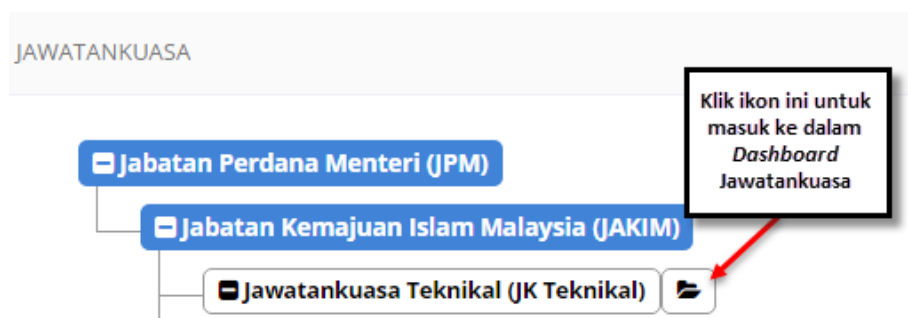 JAWATANKUASA
Klik ikon ini untuk
masuk ke dalam
Dashboard
Jawatankuasa
Jabatan Perdana Menteri (JPM)
Jabatan Kemajuan Islam Malaysia (JAKIM)
Jawatankuasa Teknikal (JK Teknikal)